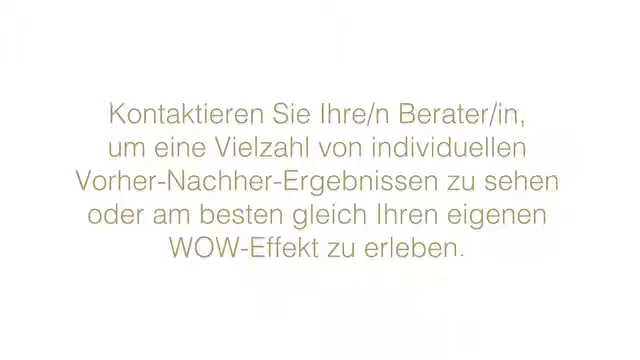 Kontaktieren Sie Ihre/n Berater/in,
um eine Vielzahl von individuellen
Vorher-Nachher-Ergebnissen zu sehen
oder am besten gleich Ihren eigenen
WOW-Effekt zu erleben.